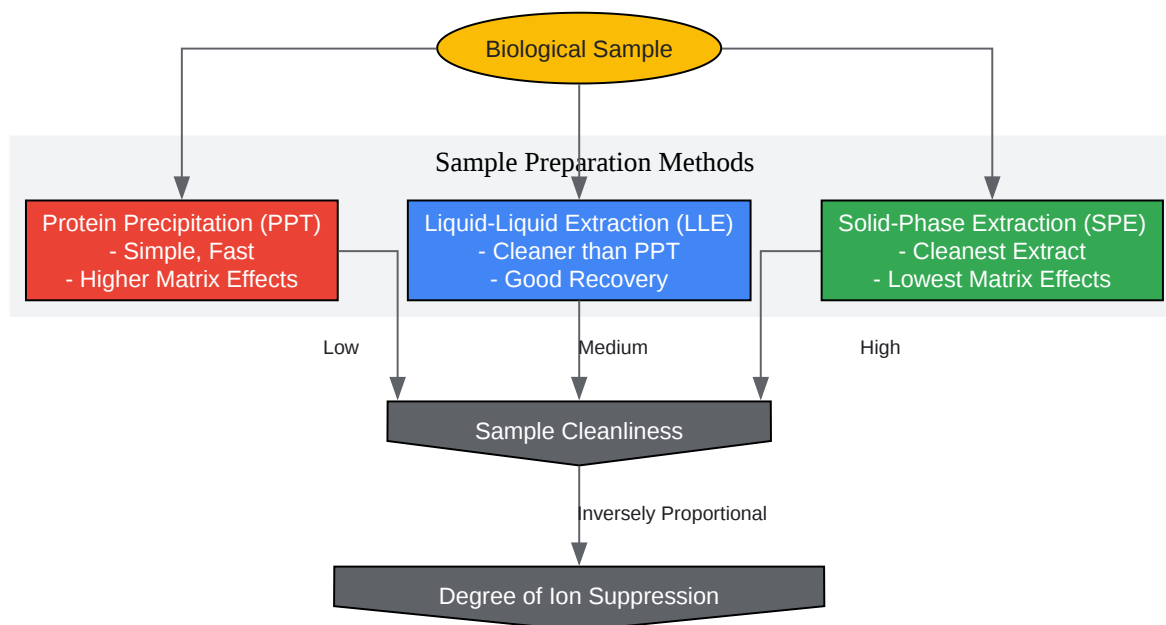 Biological Sample
Sample Preparation Methods
Protein Precipitation (PPT)
- Simple, Fast
- Higher Matrix Effects
Liquid-Liquid Extraction (LLE)
- Cleaner than PPT
- Good Recovery
Solid-Phase Extraction (SPE)
- Cleanest Extract
- Lowest Matrix Effects
Low
Medium
High
Sample Cleanliness
Inversely Proportional
Degree of Ion Suppression